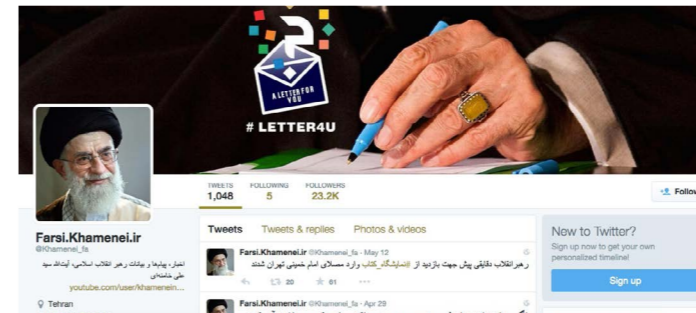 A LETTER FOR
YOU
# LETTER4U
TWEETS FOLLOWING FOLLOWERS
1,048 5 23.2K
Follow
Farsi.Khamenei.ir
@Khamenei_fa
اخبار، پیام‌ها و بیانات رهبر انقلاب اسلامی، آیت‌الله سید
علی خامنه‌ای
youtube.com/user/khamenein...
Tehran
Tweets Tweets & replies Photos & videos
Farsi.Khamenei.ir @Khamenei_fa · May 12
رهبر انقلاب دقایقی پیش جهت بازدید از #نمایشگاه_کتاب وارد مصلای امام خمینی تهران شدند
20 61
Farsi.Khamenei.ir @Khamenei_fa · Apr 29
New to Twitter?
Sign up now to get your own
personalized timeline!
Sign up